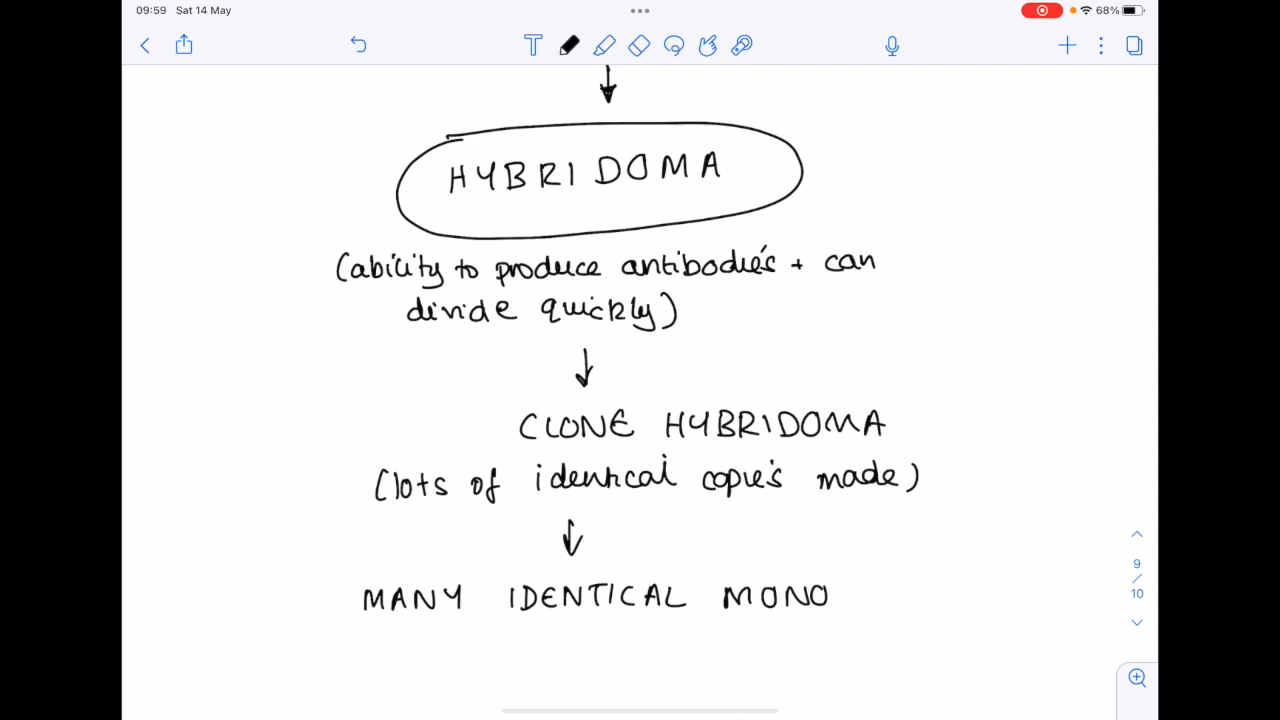 09:59 Sat 14 May
68%
HYBRIDOMA
(ability to produce antibodies + can
divide quickly)
CLONE HYBRIDOMA
(lots of identical copies made)
MANY IDENTICAL MONO
9
/
10